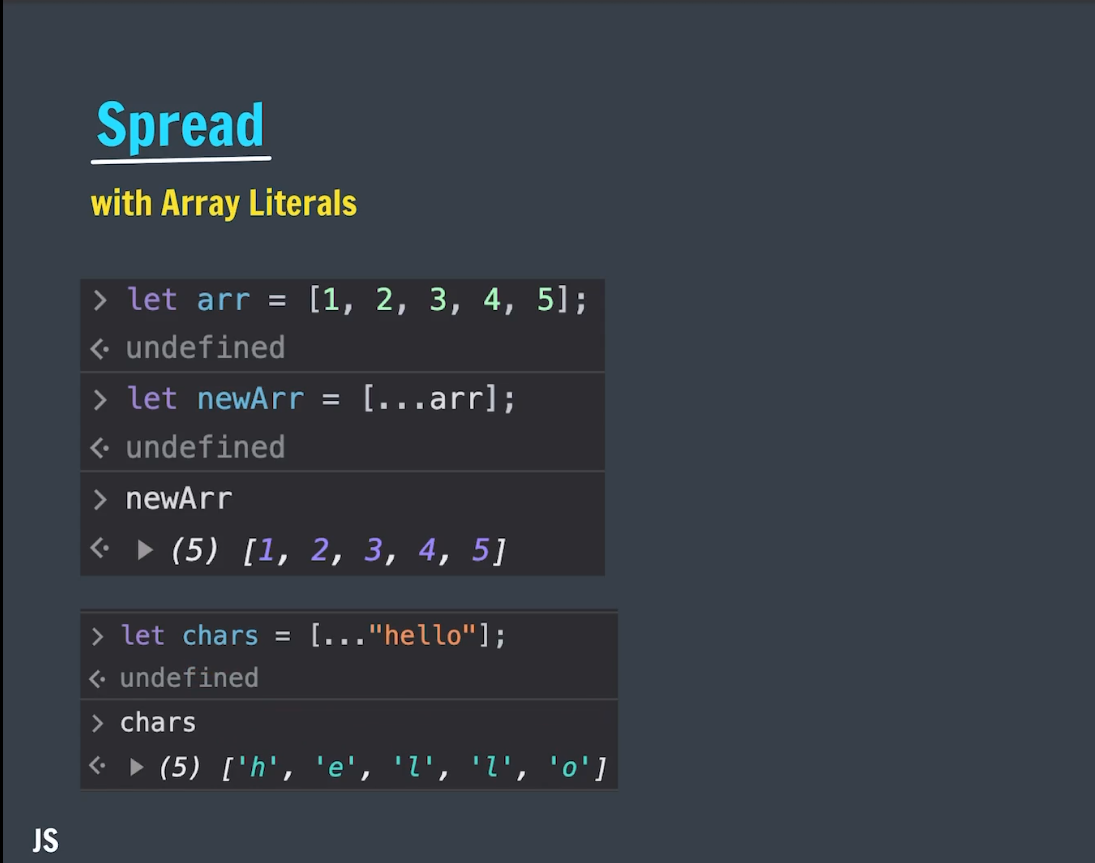 Spread
with Array Literals
> let arr = [1, 2, 3, 4, 5];
<· undefined
> let newArr = [...arr];
<· undefined
> newArr
<· ▶ (5) [1, 2, 3, 4, 5]
> let chars = [..."hello"];
<· undefined
> chars
<· ▶ (5) ['h', 'e', 'l', 'l', 'o']
JS